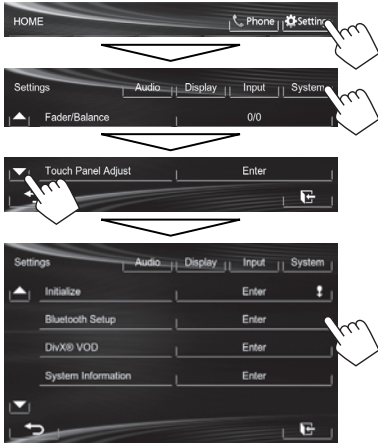 HOME Phone Setting
Settings Audio Display Input System
Fader/Balance 0/0
Touch Panel Adjust Enter
Settings Audio Display Input System
Initialize Enter
Bluetooth Setup Enter
DivX® VOD Enter
System Information Enter